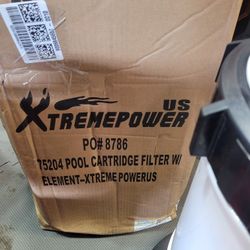 US
XTREMEPOWER
PO# 8786
75204 POOL CARTRIDGE FILTER W/
ELEMENT-XTREME POWERUS